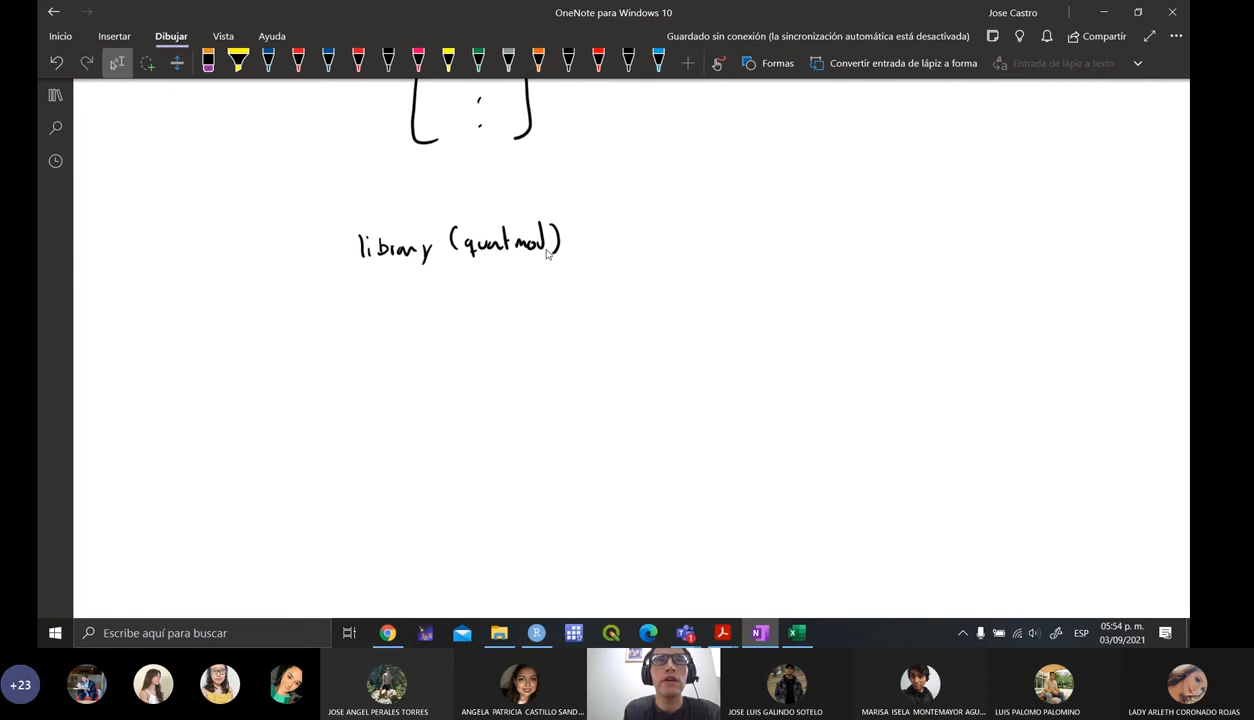 OneNote para Windows 10
Jose Castro
Inicio Insertar Dibujar Vista Ayuda
Guardado sin conexión (la sincronización automática está desactivada)
Compartir
Formas
Convertir entrada de lápiz a forma
Entrada de lápiz a texto
library (quatmod)
Escribe aquí para buscar
ESP
05:54 p. m.
03/09/2021
+23
JOSE ANGEL PERALES TORRES
ANGELA PATRICIA CASTILLO SAND...
JOSE LUIS GALINDO SOTELO
MARISA ISELA MONTEMAYOR AGU...
LUIS PALOMO PALOMINO
LADY ARLETH CORONADO ROJAS